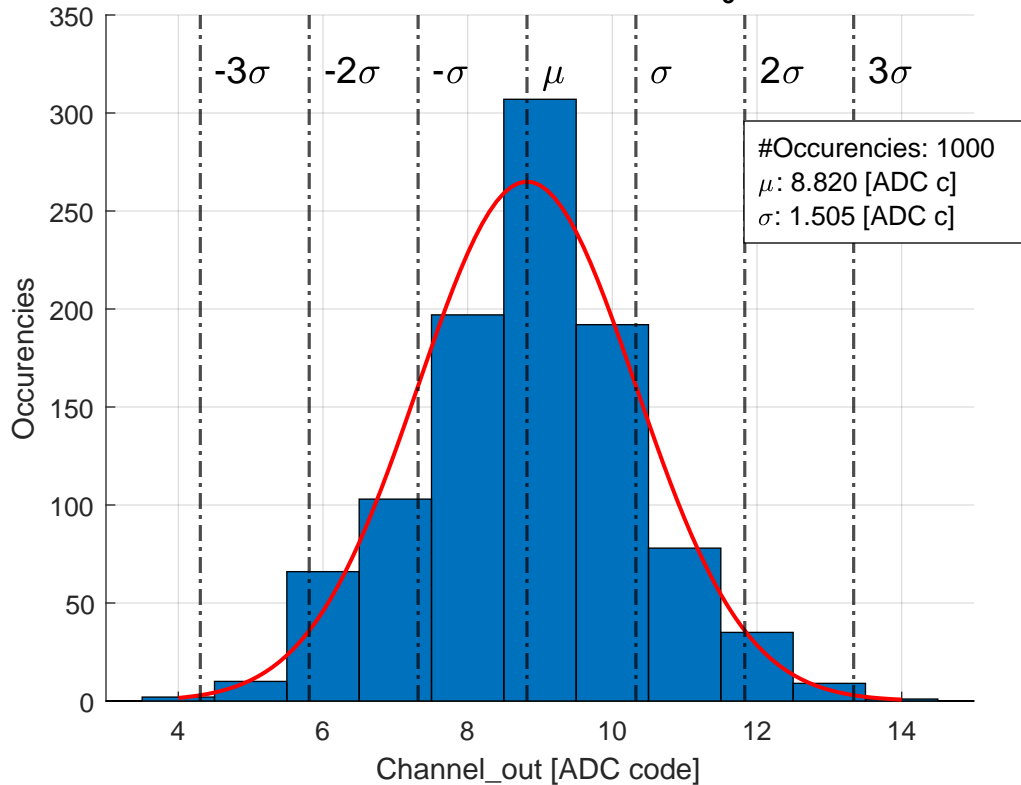 350
300
250
200
150
100
50
0
-3σ -2σ -σ μ σ 2σ 3σ
#Occurencies: 1000
μ: 8.820 [ADC c]
σ: 1.505 [ADC c]
Occurencies
4 6 8 10 12 14
Channel_out [ADC code]